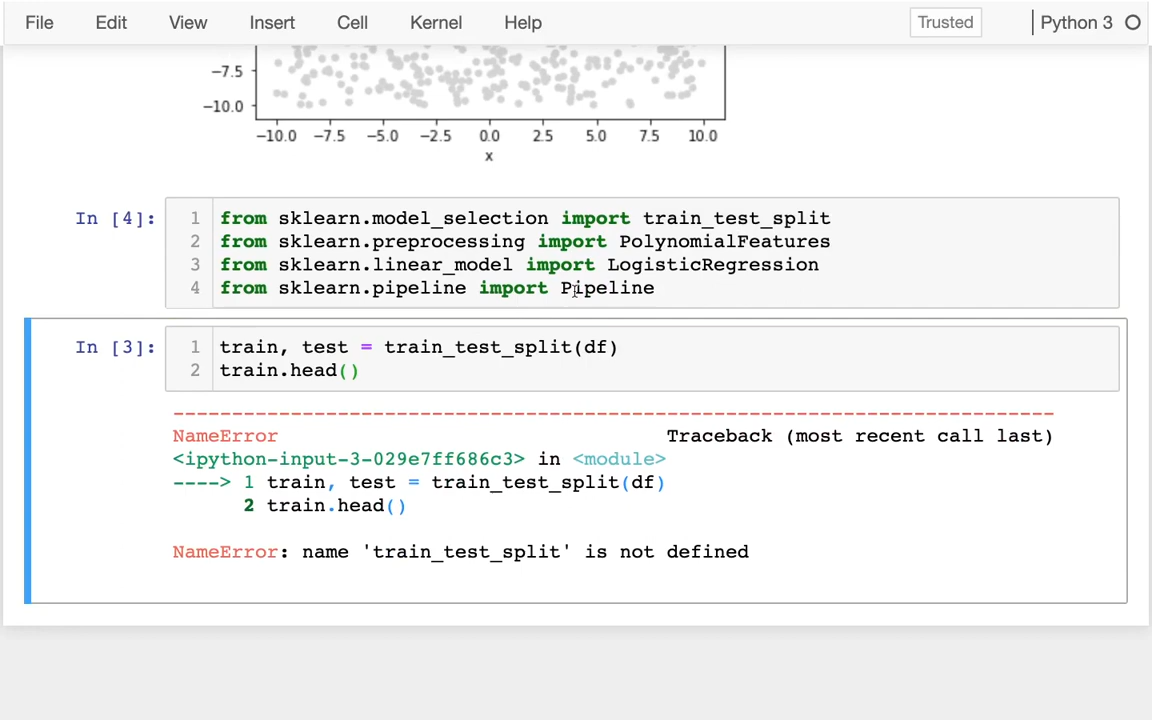 File Edit View Insert Cell Kernel Help Trusted Python 3
−7.5
−10.0
−10.0 −7.5 −5.0 −2.5 0.0 2.5 5.0 7.5 10.0
x
In [4]: 1 from sklearn.model_selection import train_test_split
2 from sklearn.preprocessing import PolynomialFeatures
3 from sklearn.linear_model import LogisticRegression
4 from sklearn.pipeline import Pipeline
In [3]: 1 train, test = train_test_split(df)
2 train.head()
---------------------------------------------------------------------------
NameError Traceback (most recent call last)
<ipython-input-3-029e7ff686c3> in <module>
----> 1 train, test = train_test_split(df)
2 train.head()
NameError: name 'train_test_split' is not defined